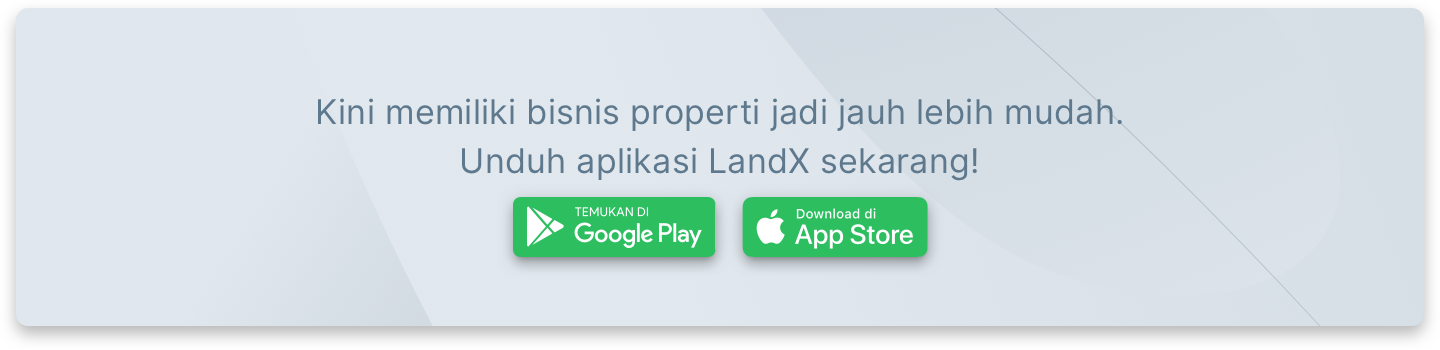 Kini memiliki bisnis properti jadi jauh lebih mudah.
Unduh aplikasi LandX sekarang!
TEMUKAN DI
Google Play
Download di
App Store